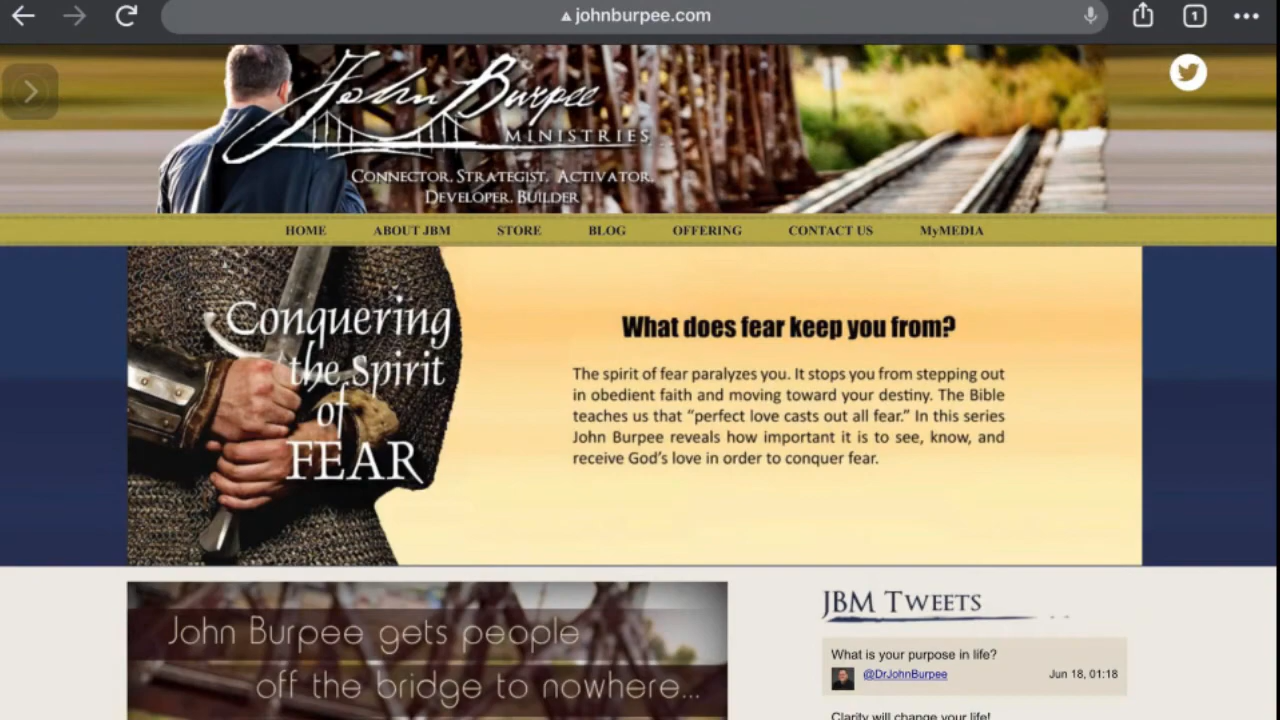 johnburpee.com
1
John Burpee
MINISTRIES
CONNECTOR, STRATEGIST, ACTIVATOR,
DEVELOPER, BUILDER
HOME ABOUT JBM STORE BLOG OFFERING CONTACT US MyMEDIA
Conquering
the Spirit
of
FEAR
What does fear keep you from?
The spirit of fear paralyzes you. It stops you from stepping out
in obedient faith and moving toward your destiny. The Bible
teaches us that “perfect love casts out all fear.” In this series
John Burpee reveals how important it is to see, know, and
receive God’s love in order to conquer fear.
John Burpee gets people
off the bridge to nowhere...
JBM TWEETS
What is your purpose in life?
@DrJohnBurpee Jun 18, 01:18
Clarity will change your life!